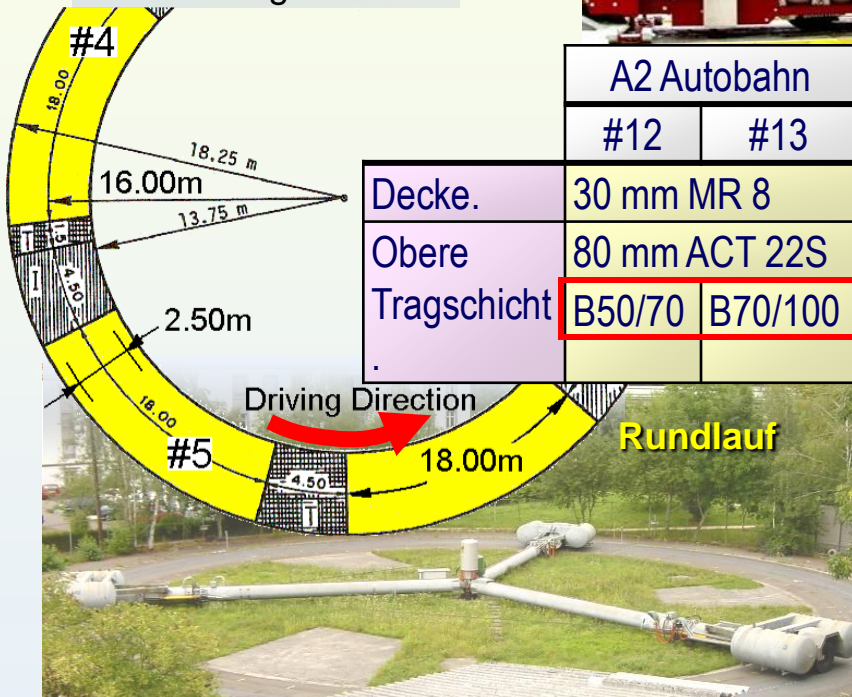 #4
18.00
18.25 m
16.00m
13.75 m
T
1.5
I
4.50
2.50m
18.00
#5
Driving Direction
4.50
T
18.00m
A2 Autobahn
#12 #13
Decke. 30 mm MR 8
Obere 80 mm ACT 22S
Tragschicht B50/70 B70/100
.
Rundlauf